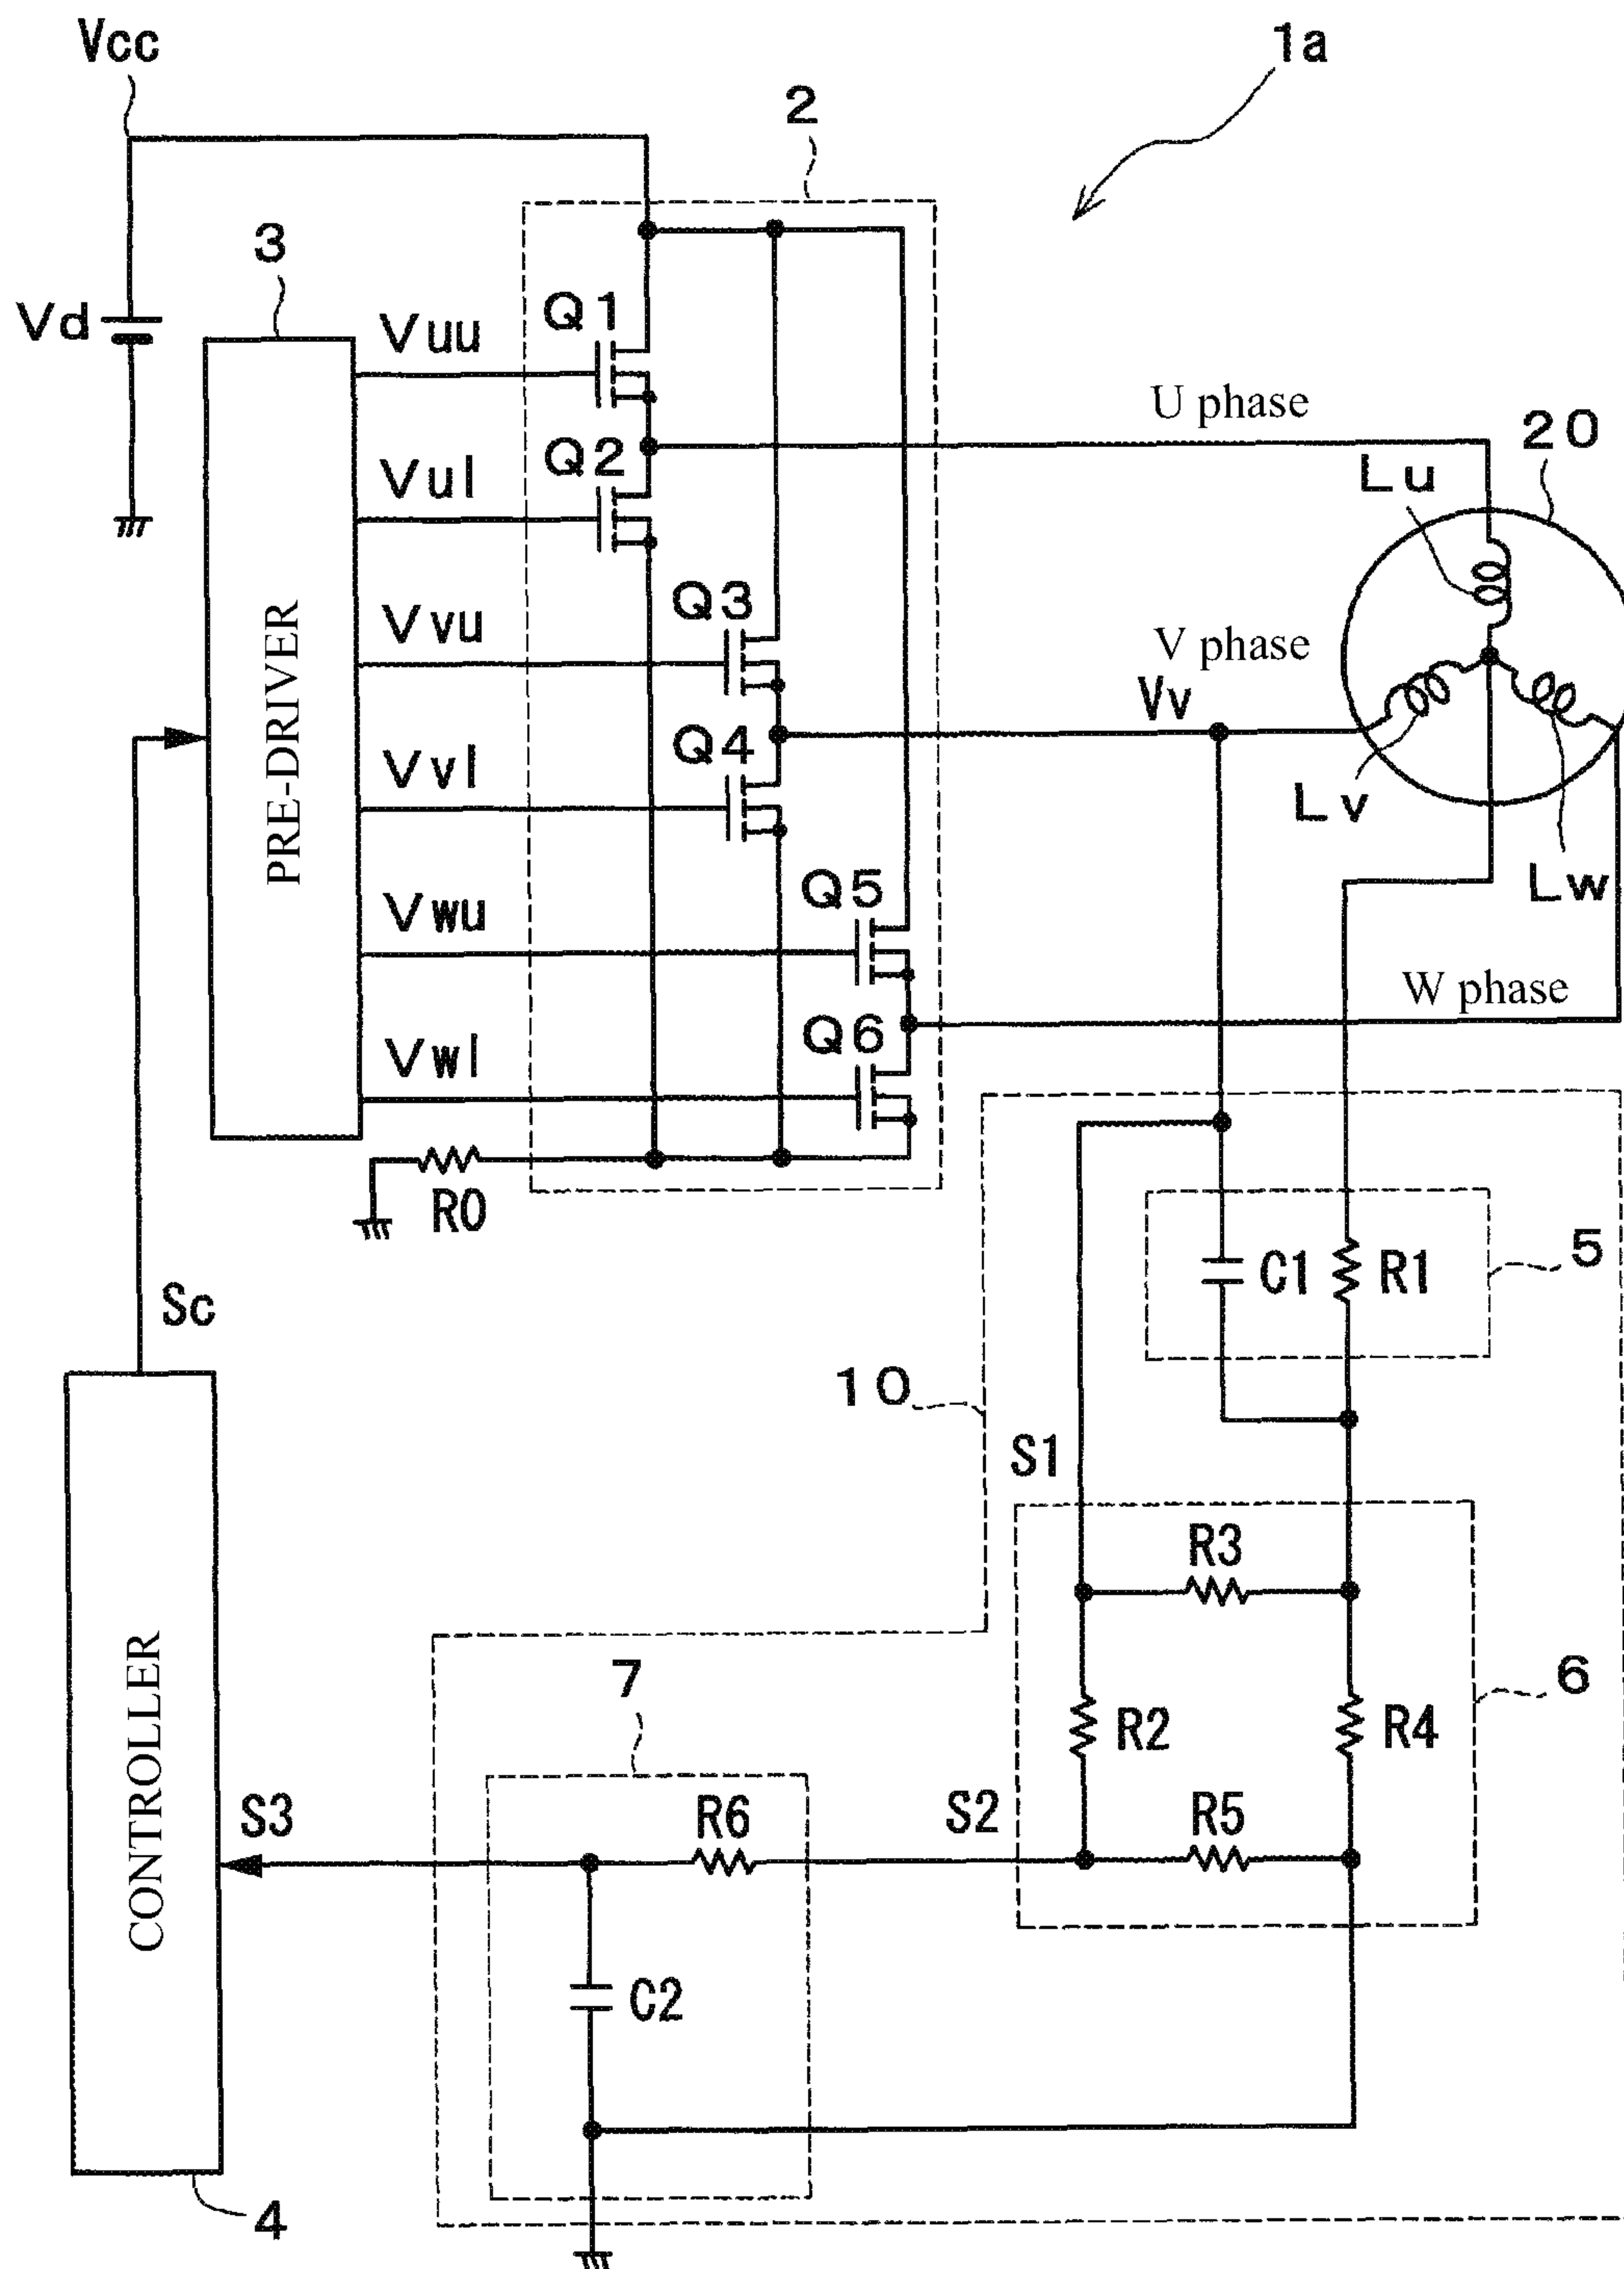 Vcc
1a
2
3
Vd
Vuu
Q1
U phase
20
Vul
Q2
Lu
Vvu
Q3
V phase
Vv
PRE-DRIVER
Vvl
Q4
Lv
Lw
Vwu
Q5
W phase
Vwl
Q6
R0
C1
R1
5
Sc
10
S1
R3
7
6
R2
R4
CONTROLLER
S3
R6
S2
R5
C2
4